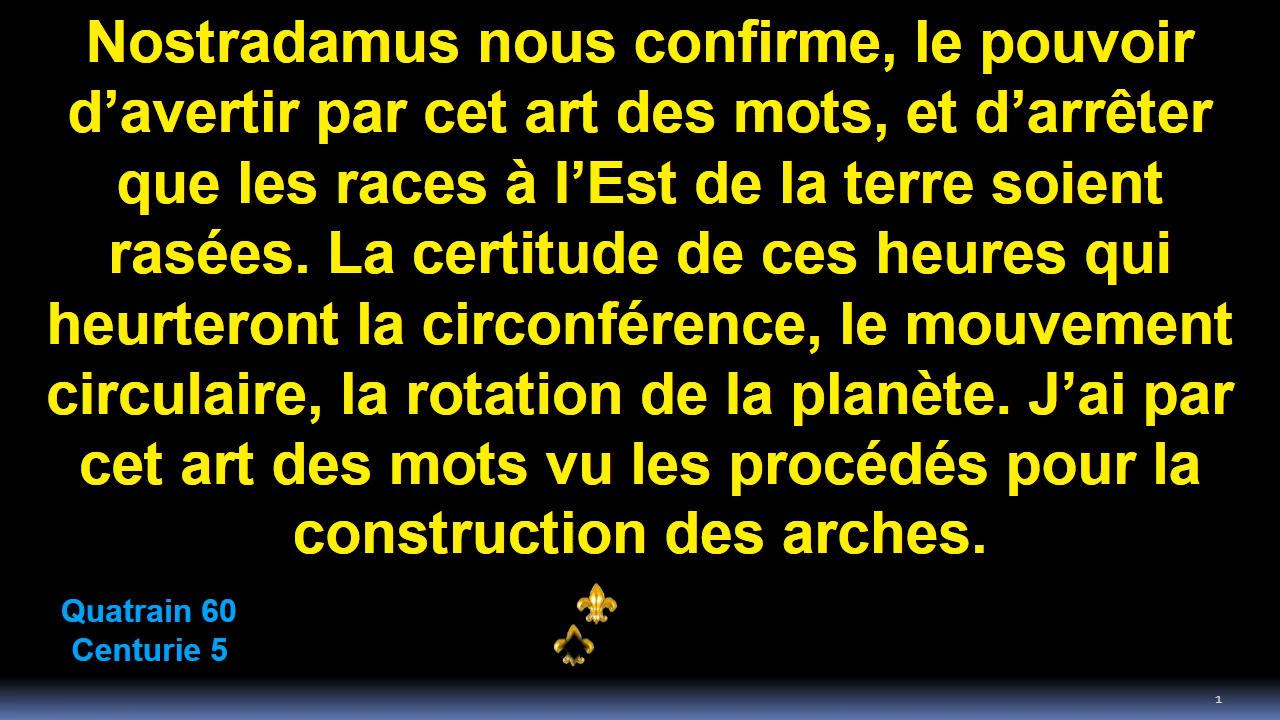 Nostradamus nous confirme, le pouvoir
d’avertir par cet art des mots, et d’arrêter
que les races à l’Est de la terre soient
rasées. La certitude de ces heures qui
heurteront la circonférence, le mouvement
circulaire, la rotation de la planète. J’ai par
cet art des mots vu les procédés pour la
construction des arches.
Quatrain 60
Centurie 5
1